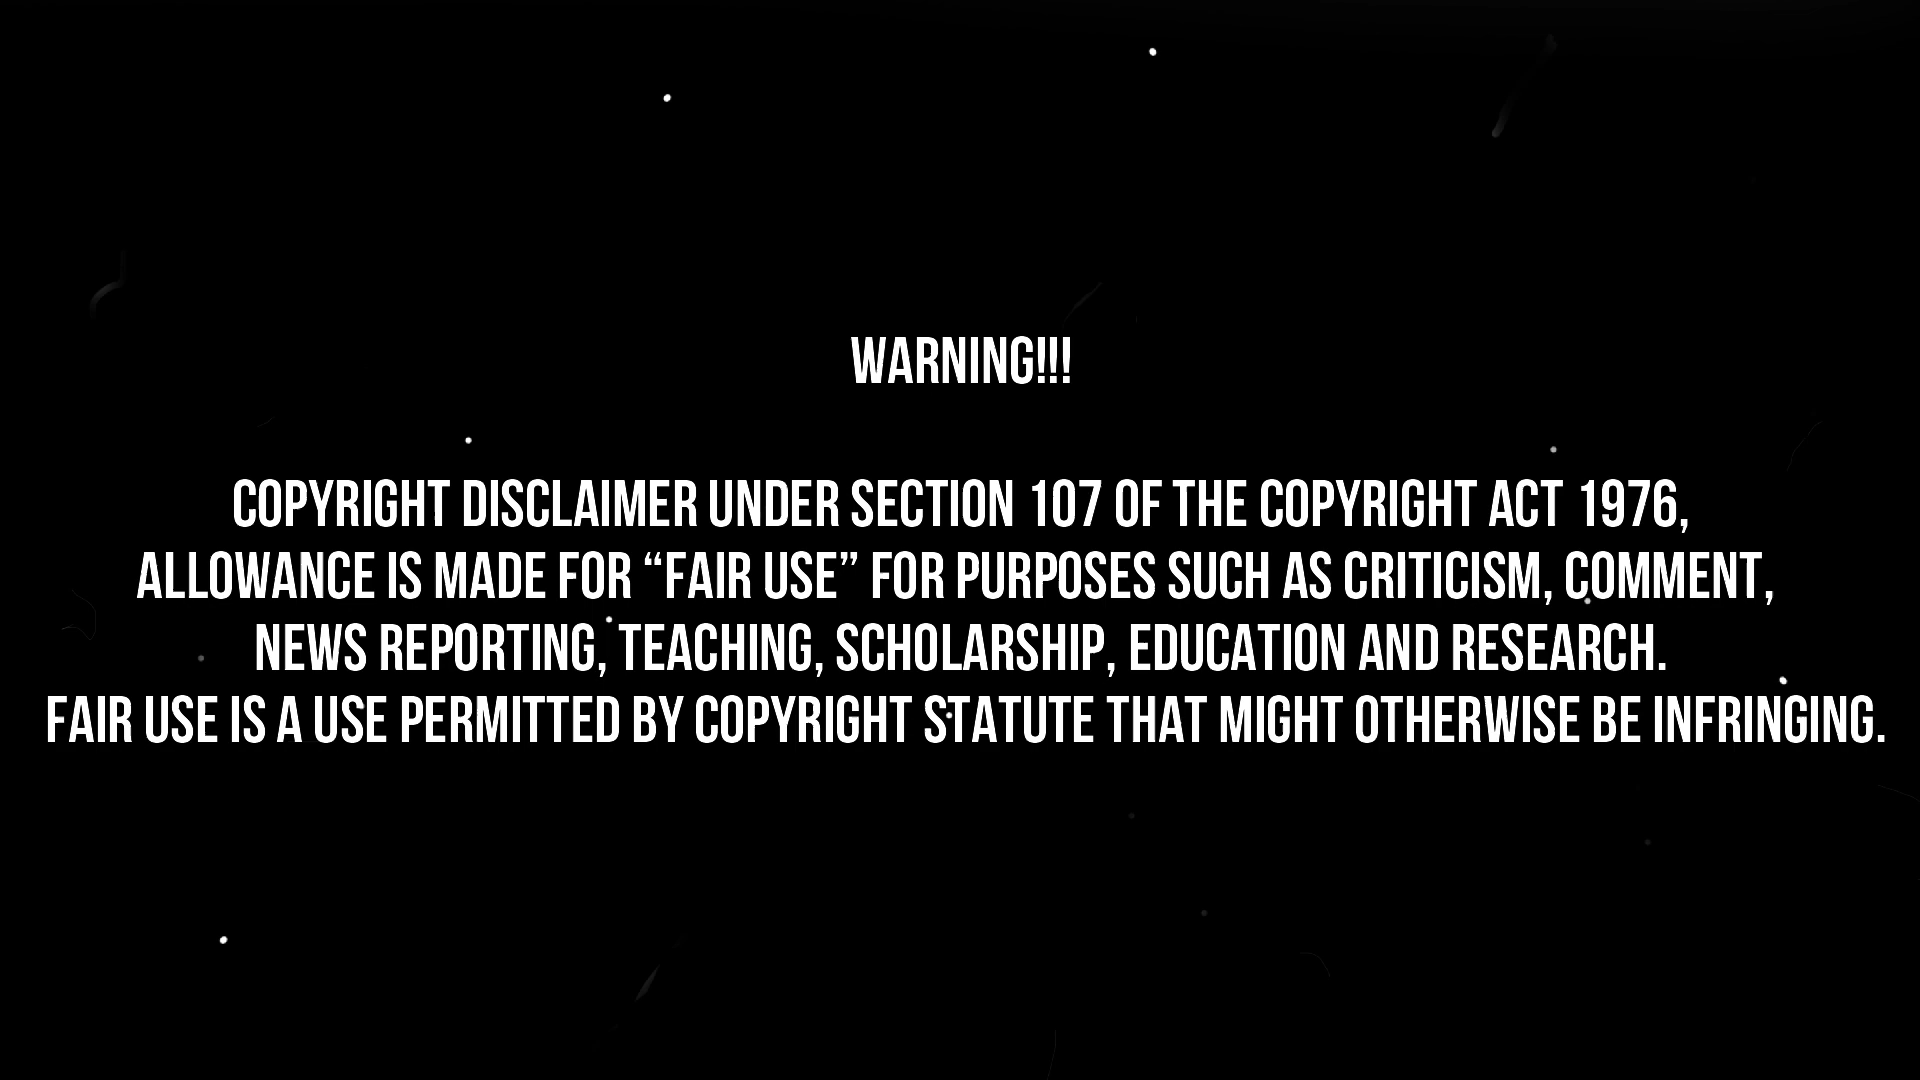 WARNING!!!
COPYRIGHT DISCLAIMER UNDER SECTION 107 OF THE COPYRIGHT ACT 1976,
ALLOWANCE IS MADE FOR “FAIR USE” FOR PURPOSES SUCH AS CRITICISM, COMMENT,
NEWS REPORTING, TEACHING, SCHOLARSHIP, EDUCATION AND RESEARCH.
FAIR USE IS A USE PERMITTED BY COPYRIGHT STATUTE THAT MIGHT OTHERWISE BE INFRINGING.